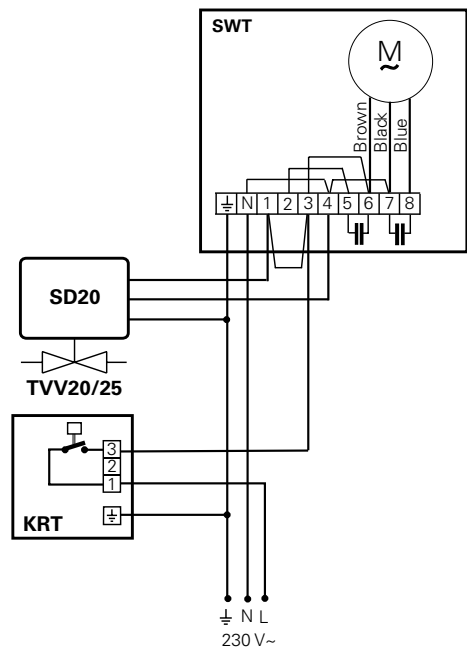 SWT
M
~
Brown
Black
Blue
N 1 2 3 4 5 6 7 8
SD20
TVV20/25
3
2
1
KRT
N L
230 V~